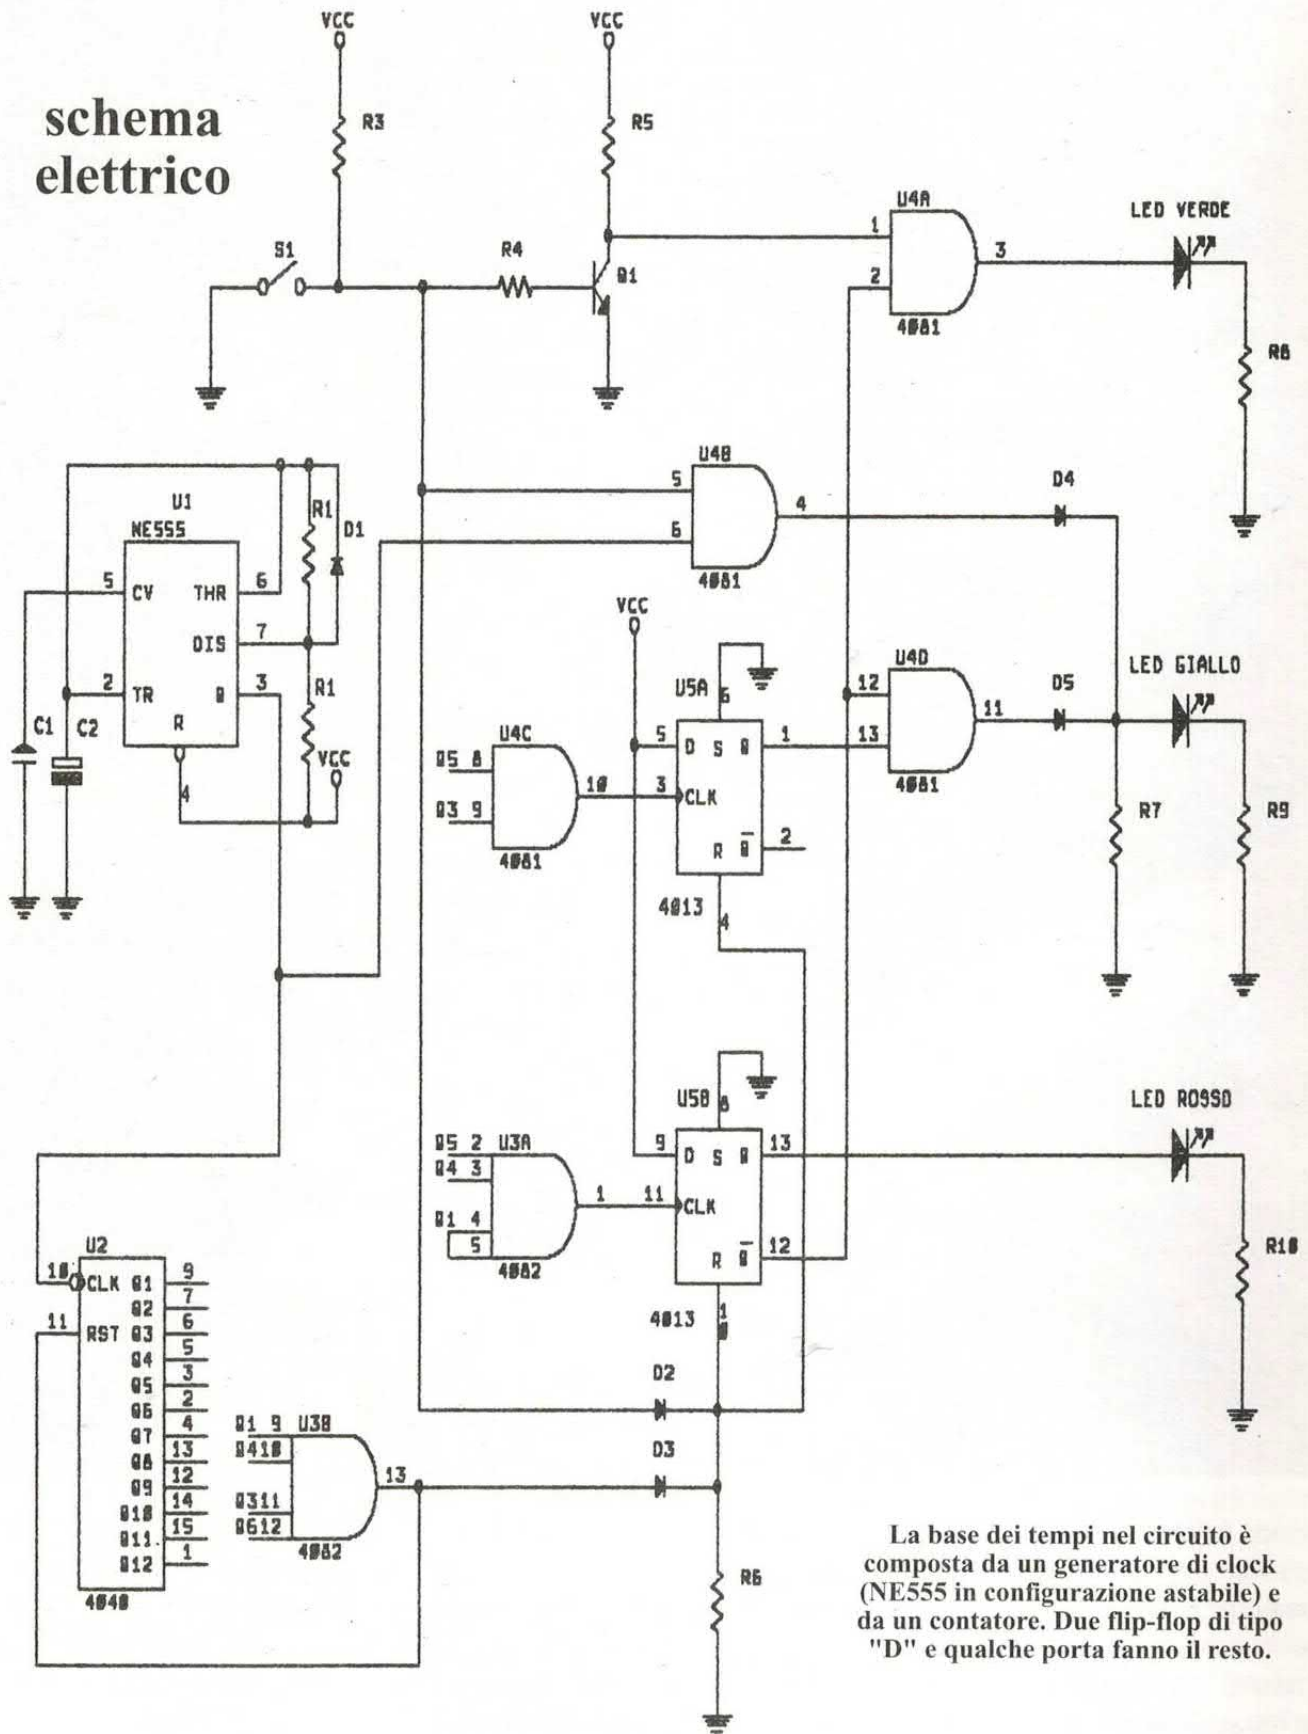 schema
elettrico
VCC
VCC
R3
R5
S1
R4
Q1
U4A
1
2
3
4081
LED VERDE
R8
U1
NE555
5
CV
THR
6
DIS
7
2
TR
Q
3
R
4
R1
D1
R1
VCC
C1
C2
U4B
5
6
4
4081
D4
VCC
U4C
Q5 8
Q3 9
10
4081
U5A
6
5
D
S
Q
1
3
CLK
R
Q
2
4013
4
U4D
12
13
11
4081
D5
LED GIALLO
R7
R9
U3A
Q5 2
Q4 3
Q1 4
5
1
4082
U5B
8
9
D
S
Q
13
11
CLK
R
Q
12
4013
10
LED ROSSO
R10
U2
10
CLK
11
RST
Q1 9
Q2 7
Q3 6
Q4 5
Q5 3
Q6 2
Q7 4
Q8 13
Q9 12
Q10 14
Q11 15
Q12 1
4040
U3B
Q1 9
Q4 10
Q3 11
Q6 12
13
4082
D2
D3
R6
La base dei tempi nel circuito è
composta da un generatore di clock
(NE555 in configurazione astabile) e
da un contatore. Due flip-flop di tipo
"D" e qualche porta fanno il resto.